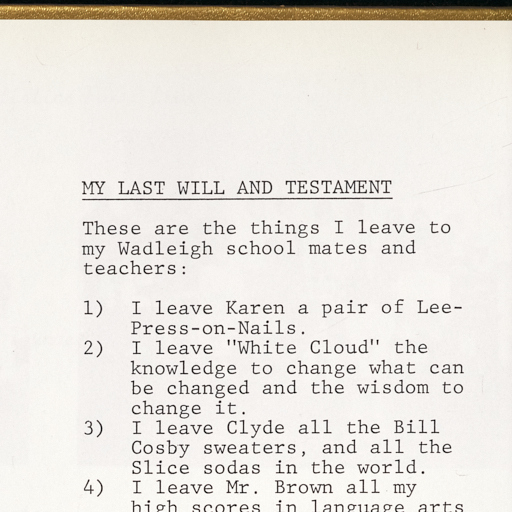 MY LAST WILL AND TESTAMENT
These are the things I leave to
my Wadleigh school mates and
teachers:
1) I leave Karen a pair of Lee-
Press-on-Nails.
2) I leave "White Cloud" the
knowledge to change what can
be changed and the wisdom to
change it.
3) I leave Clyde all the Bill
Cosby sweaters, and all the
Slice sodas in the world.
4) I leave Mr. Brown all my
high scores in language arts